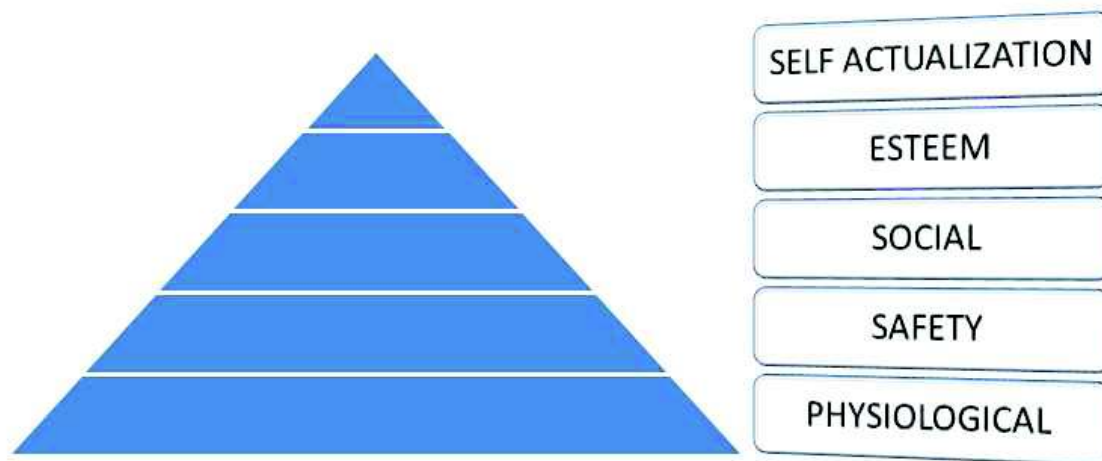 SELF ACTUALIZATION
ESTEEM
SOCIAL
SAFETY
PHYSIOLOGICAL